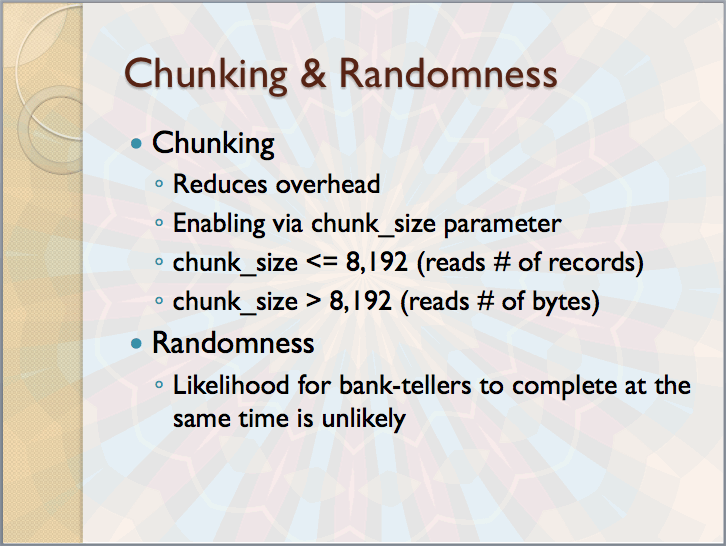 Chunking & Randomness
• Chunking
◦ Reduces overhead
◦ Enabling via chunk_size parameter
◦ chunk_size <= 8,192 (reads # of records)
◦ chunk_size > 8,192 (reads # of bytes)
• Randomness
◦ Likelihood for bank-tellers to complete at the
same time is unlikely